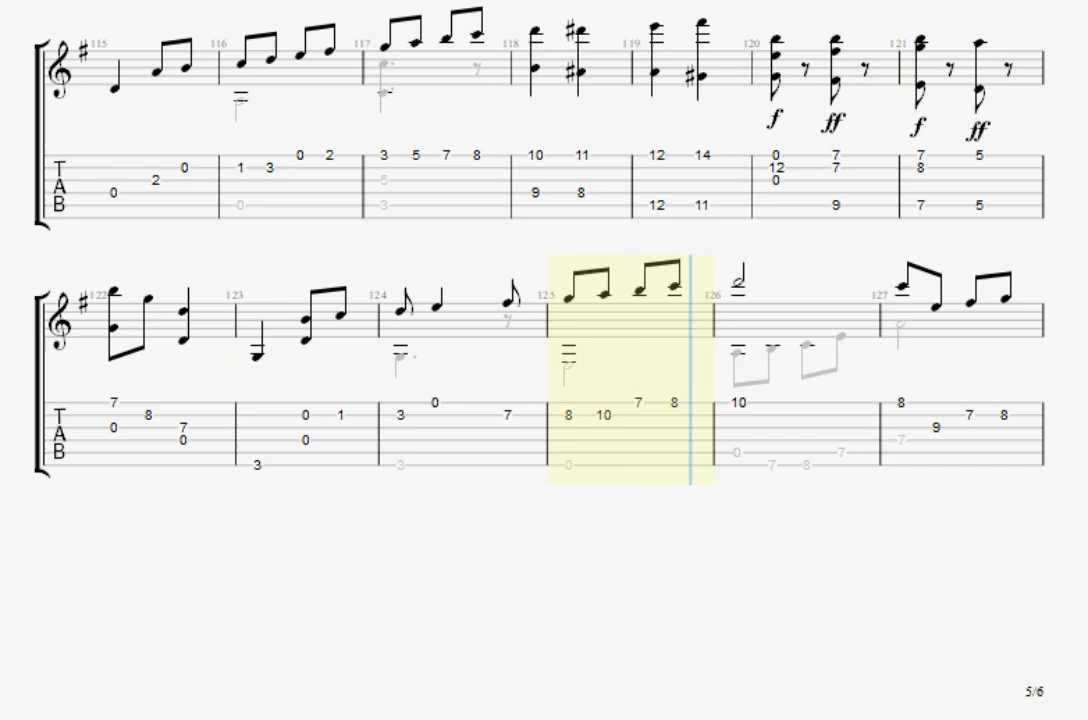 115 116 117 118 119 120 121
f ff f ff
0 2 3 5 7 8 10 11 12 14 0 7 7 5
0 1 3 12 7 8
T 2 5 0
A 0 9 8
B 0 3 12 11 9 7 5
122 123 124 125 126 127
7 0 7 8 10 8
T 8 0 1 3 7 8 10 7 8
A 0 7 9
B 0 0 7
0 7
3 3 0 7 8
5/6